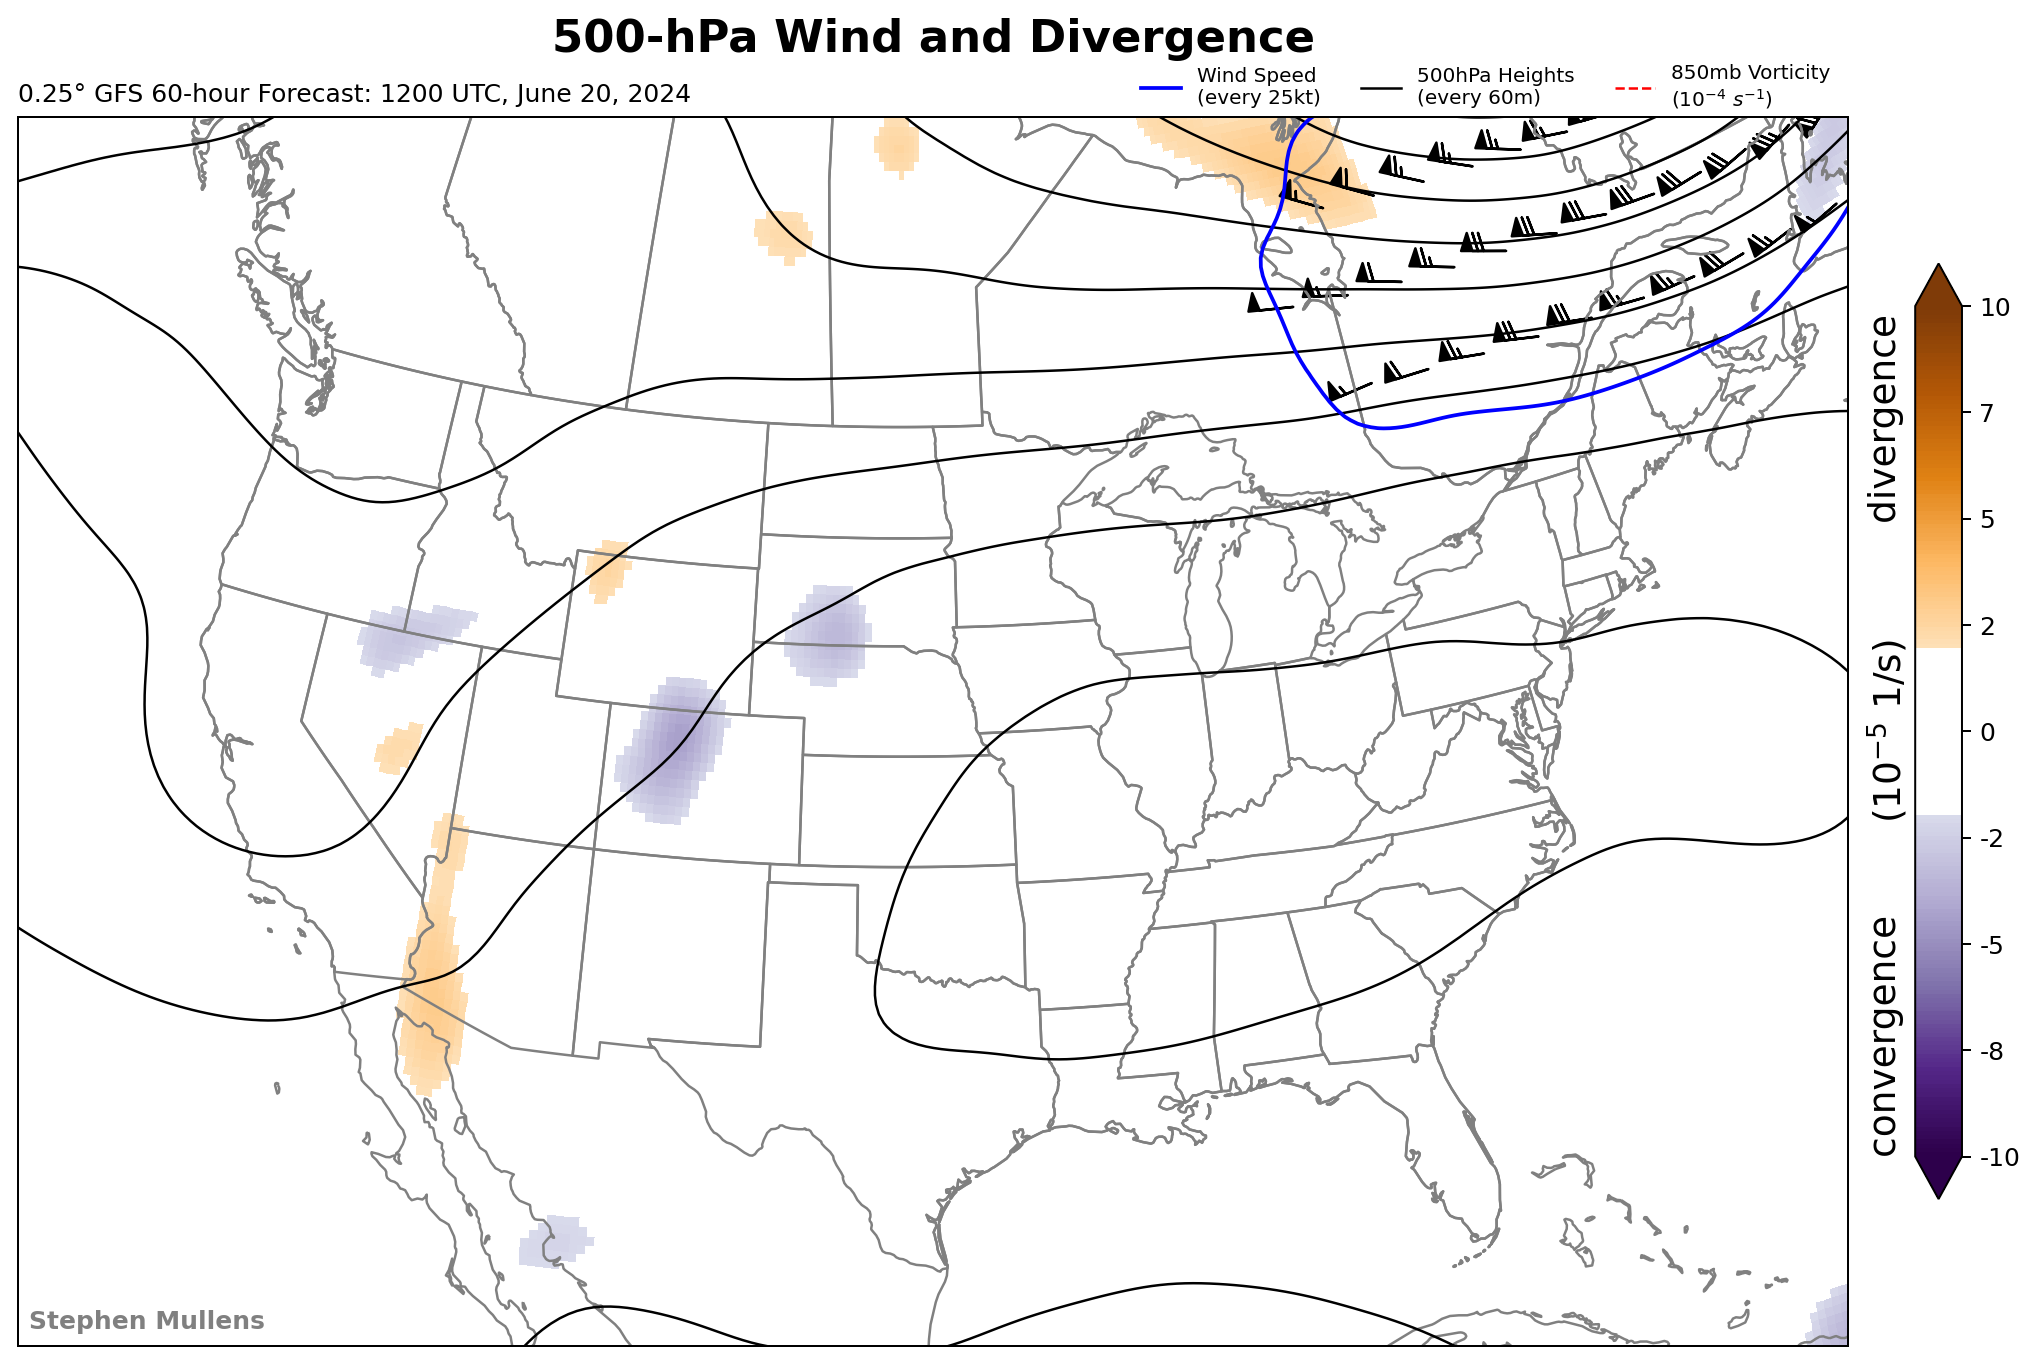 500-hPa Wind and Divergence
0.25° GFS 60-hour Forecast: 1200 UTC, June 20, 2024
Wind Speed
(every 25kt)
500hPa Heights
(every 60m)
850mb Vorticity
(10⁻⁴ s⁻¹)
10
7
5
2
0
-2
-5
-8
-10
convergence (10⁻⁵ 1/s) divergence
Stephen Mullens